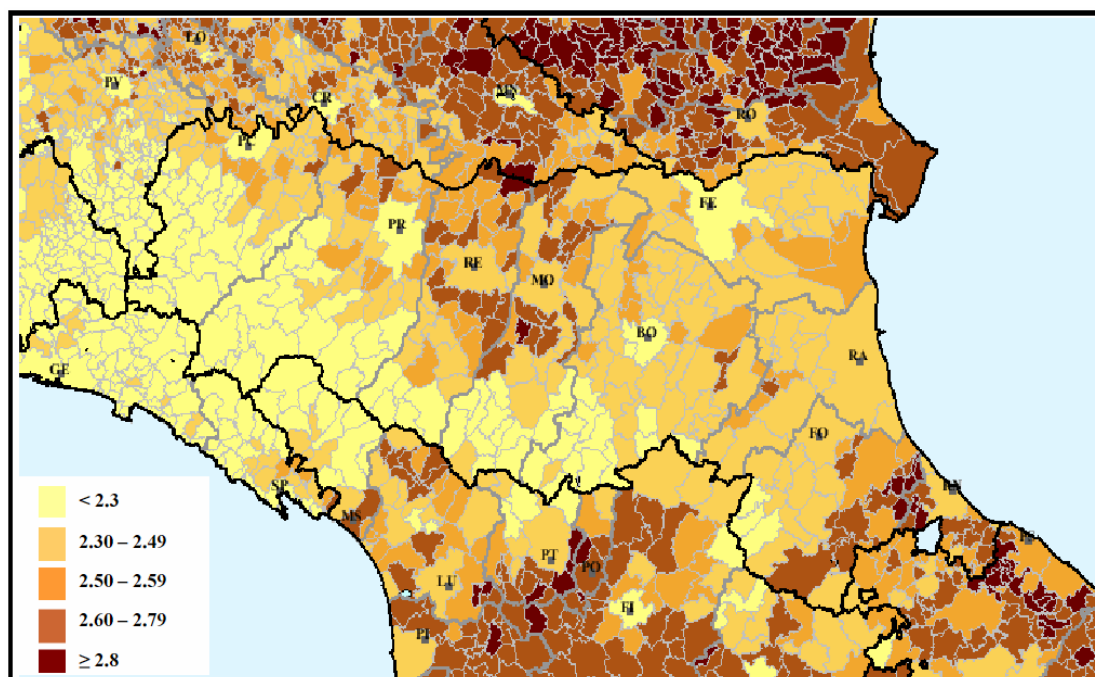 LO
PV
CR
MN
RO
PC
FE
PR
RE
MO
BO
RA
GE
FO
SP
MS
RN
PS
PT
PO
LU
FI
PI
< 2.3
2.30 – 2.49
2.50 – 2.59
2.60 – 2.79
≥ 2.8